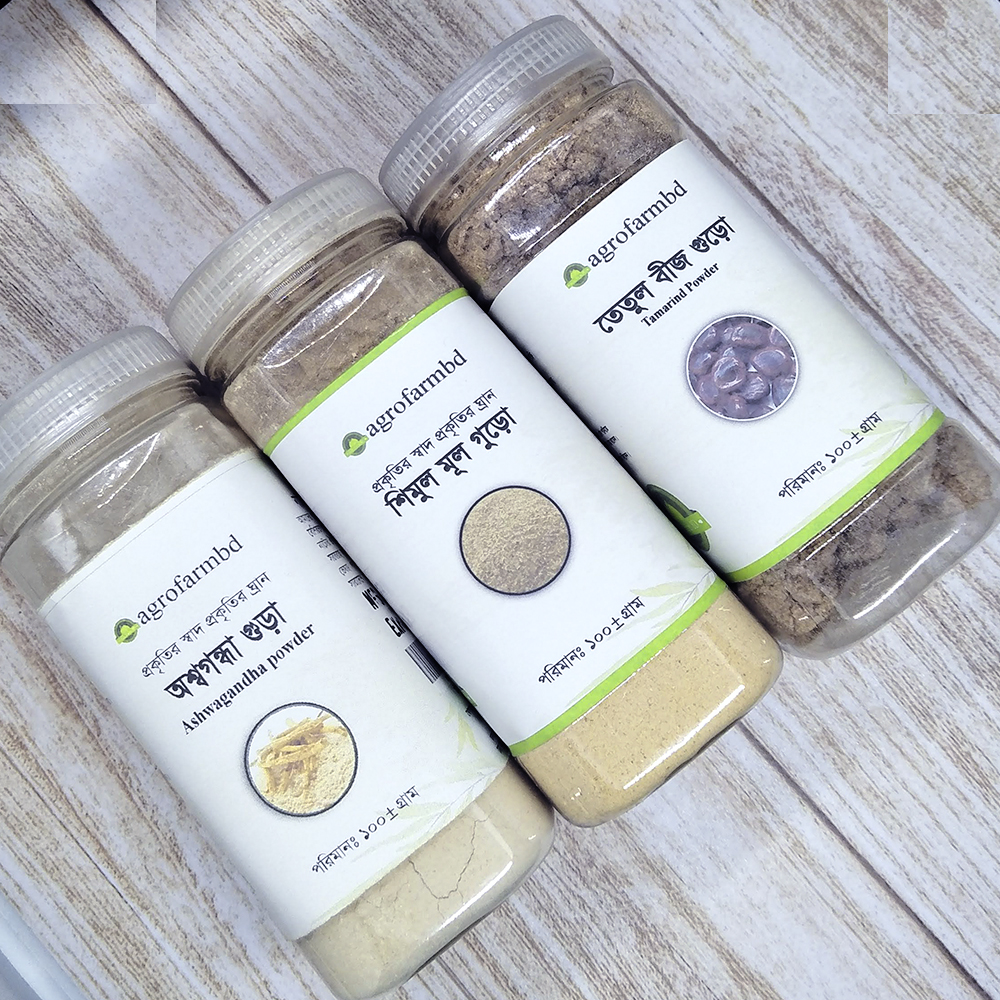 agrofarmbd
প্রকৃতির স্বাদ প্রকৃতির ঘ্রান
অশ্বগন্ধা গুড়া
Ashwagandha powder
পরিমানঃ ১০০± গ্রাম
agrofarmbd
প্রকৃতির স্বাদ প্রকৃতির ঘ্রান
শিমুল মূল গুড়ো
পরিমানঃ ১০০± গ্রাম
agrofarmbd
তেতুল বীজ গুড়ো
Tamarind Powder
পরিমানঃ ১০০± গ্রাম